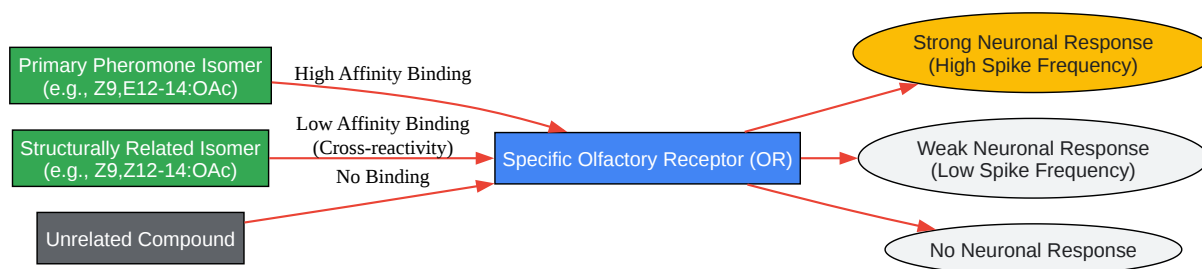 Primary Pheromone Isomer
(e.g., Z9,E12-14:OAc)
High Affinity Binding
Strong Neuronal Response
(High Spike Frequency)
Structurally Related Isomer
(e.g., Z9,Z12-14:OAc)
Low Affinity Binding
(Cross-reactivity)
Specific Olfactory Receptor (OR)
Weak Neuronal Response
(Low Spike Frequency)
No Binding
Unrelated Compound
No Neuronal Response